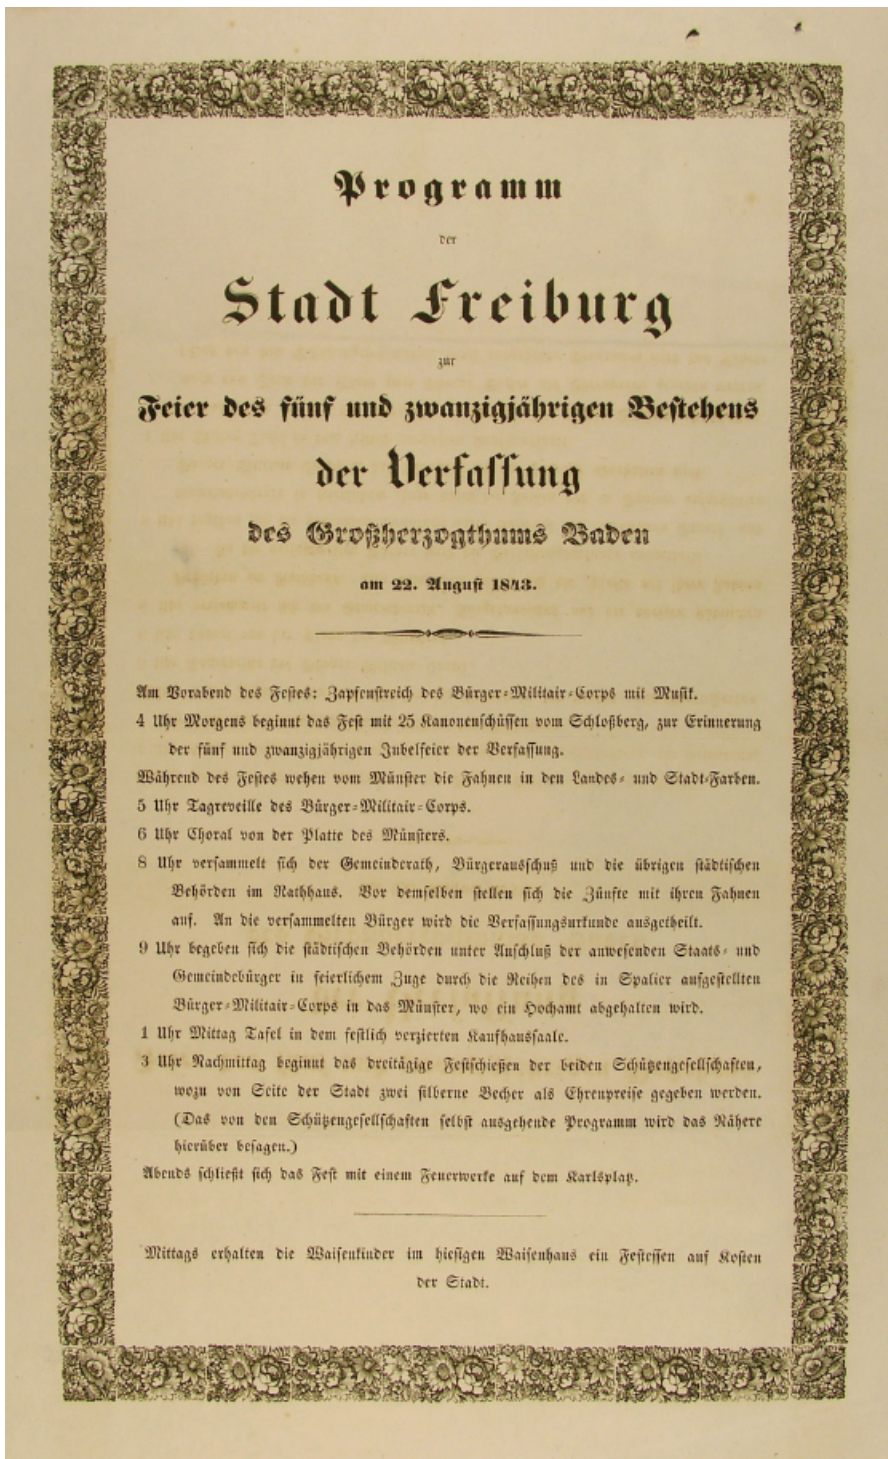 Programm
der
Stadt Freiburg
zur
Feier des fünf und zwanzigjährigen Bestehens
der Verfassung
des Großherzogthums Baden
am 22. August 1843.
Am Vorabend des Festes: Zapfenstreich des Bürger-Militair-Corps mit Musik.
4 Uhr Morgens beginnt das Fest mit 25 Kanonenschüssen vom Schloßberg, zur Erinnerung
der fünf und zwanzigjährigen Jubelfeier der Verfassung.
Während des Festes wehen vom Münster die Fahnen in den Landes- und Stadt-Farben.
5 Uhr Tagreveille des Bürger-Militair-Corps.
6 Uhr Choral von der Platte des Münsters.
8 Uhr versammelt sich der Gemeinderath, Bürgerausschuß und die übrigen städtischen
Behörden im Rathhaus. Vor demselben stellen sich die Zünfte mit ihren Fahnen
auf. An die versammelten Bürger wird die Verfassungsurkunde ausgetheilt.
9 Uhr begeben sich die städtischen Behörden unter Anschluß der anwesenden Staats- und
Gemeindebürger in feierlichem Zuge durch die Reihen des in Spalier aufgestellten
Bürger-Militair-Corps in das Münster, wo ein Hochamt abgehalten wird.
1 Uhr Mittag Tafel in dem festlich verzierten Kaufhaussaale.
3 Uhr Nachmittag beginnt das dreitägige Festschießen der beiden Schützengesellschaften,
wozu von Seite der Stadt zwei silberne Becher als Ehrenpreise gegeben werden.
(Das von den Schützengesellschaften selbst ausgehende Programm wird das Nähere
hierüber besagen.)
Abends schließt sich das Fest mit einem Feuerwerke auf dem Karlsplatz.
Mittags erhalten die Waisenkinder im hiesigen Waisenhaus ein Festessen auf Kosten
der Stadt.